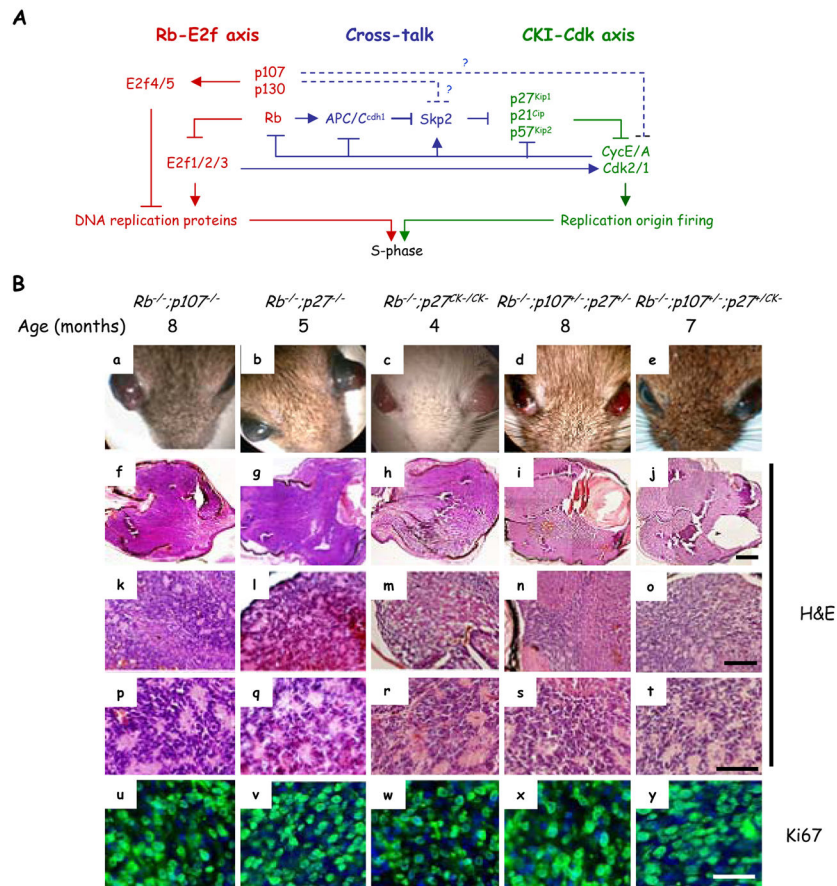 A
Rb-E2f axis Cross-talk CKI-Cdk axis
?
E2f4/5 p107
p130 ?
p27Kip1
Rb APC/Ccdh1 Skp2 p21Cip
p57Kip2
CycE/A
E2f1/2/3 Cdk2/1
DNA replication proteins Replication origin firing
S-phase
B
Rb-/-;p107-/- Rb-/-;p27-/- Rb-/-;p27CK-/CK- Rb-/-;p107+/-;p27+/- Rb-/-;p107+/-;p27+/CK-
Age (months) 8 5 4 8 7
a b c d e
f g h i j
k l m n o
H&E
p q r s t
u v w x y
Ki67